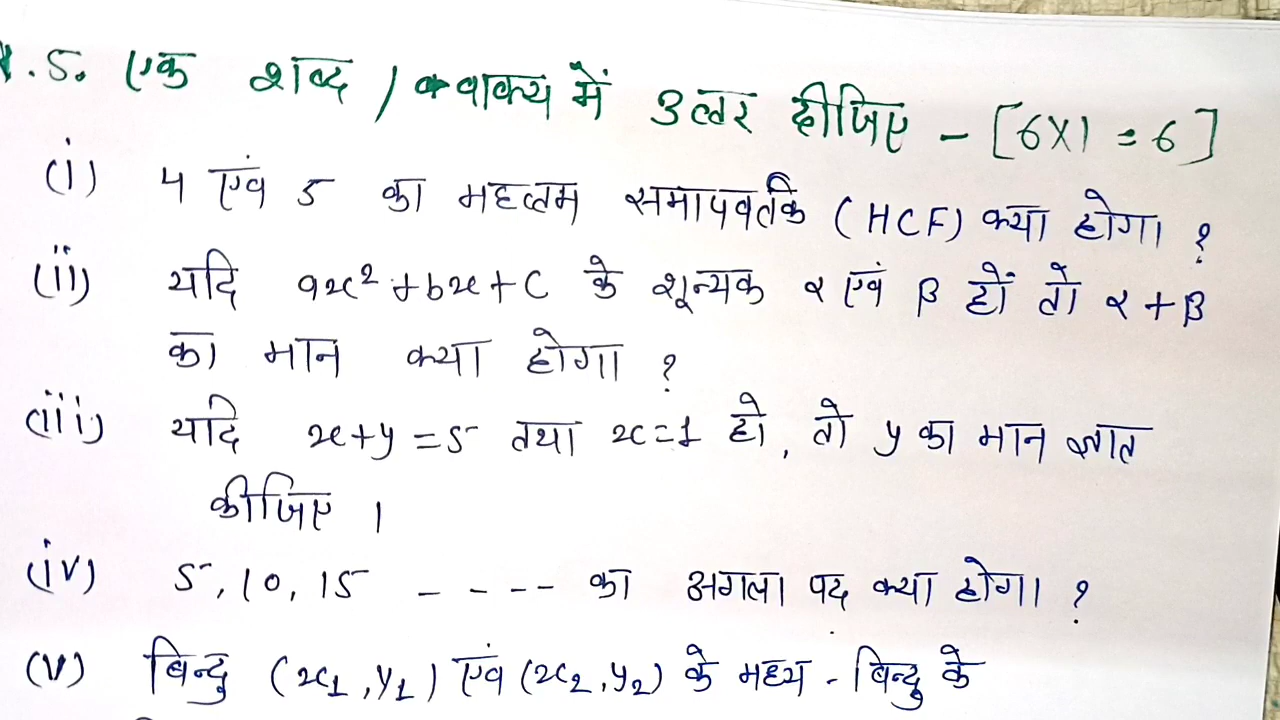 .5. एक शब्द / वाक्य में उत्तर दीजिए - [6X1 = 6]
(i) 4 एवं 5 का महत्तम समापवर्तक (HCF) क्या होगा ?
(ii) यदि ax² + bx + c के शून्यक α एवं β हों तो α + β
का मान क्या होगा ?
(iii) यदि x+y = 5 तथा x=1 हो, तो y का मान ज्ञात
कीजिए ।
(iv) 5, 10, 15 - - - - का अगला पद क्या होगा ?
(v) बिन्दु (x₁, y₁) एवं (x₂, y₂) के मध्य - बिन्दु के